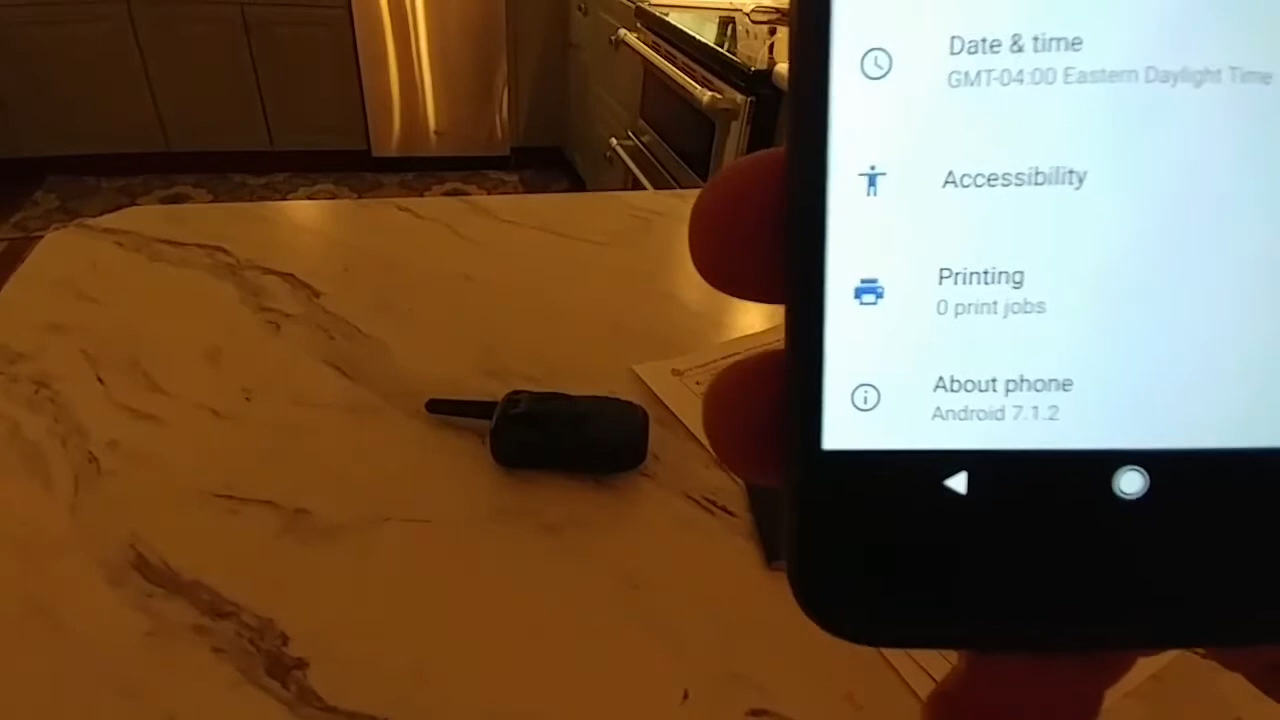 Date & time
GMT-04:00 Eastern Daylight Time
Accessibility
Printing
0 print jobs
About phone
Android 7.1.2